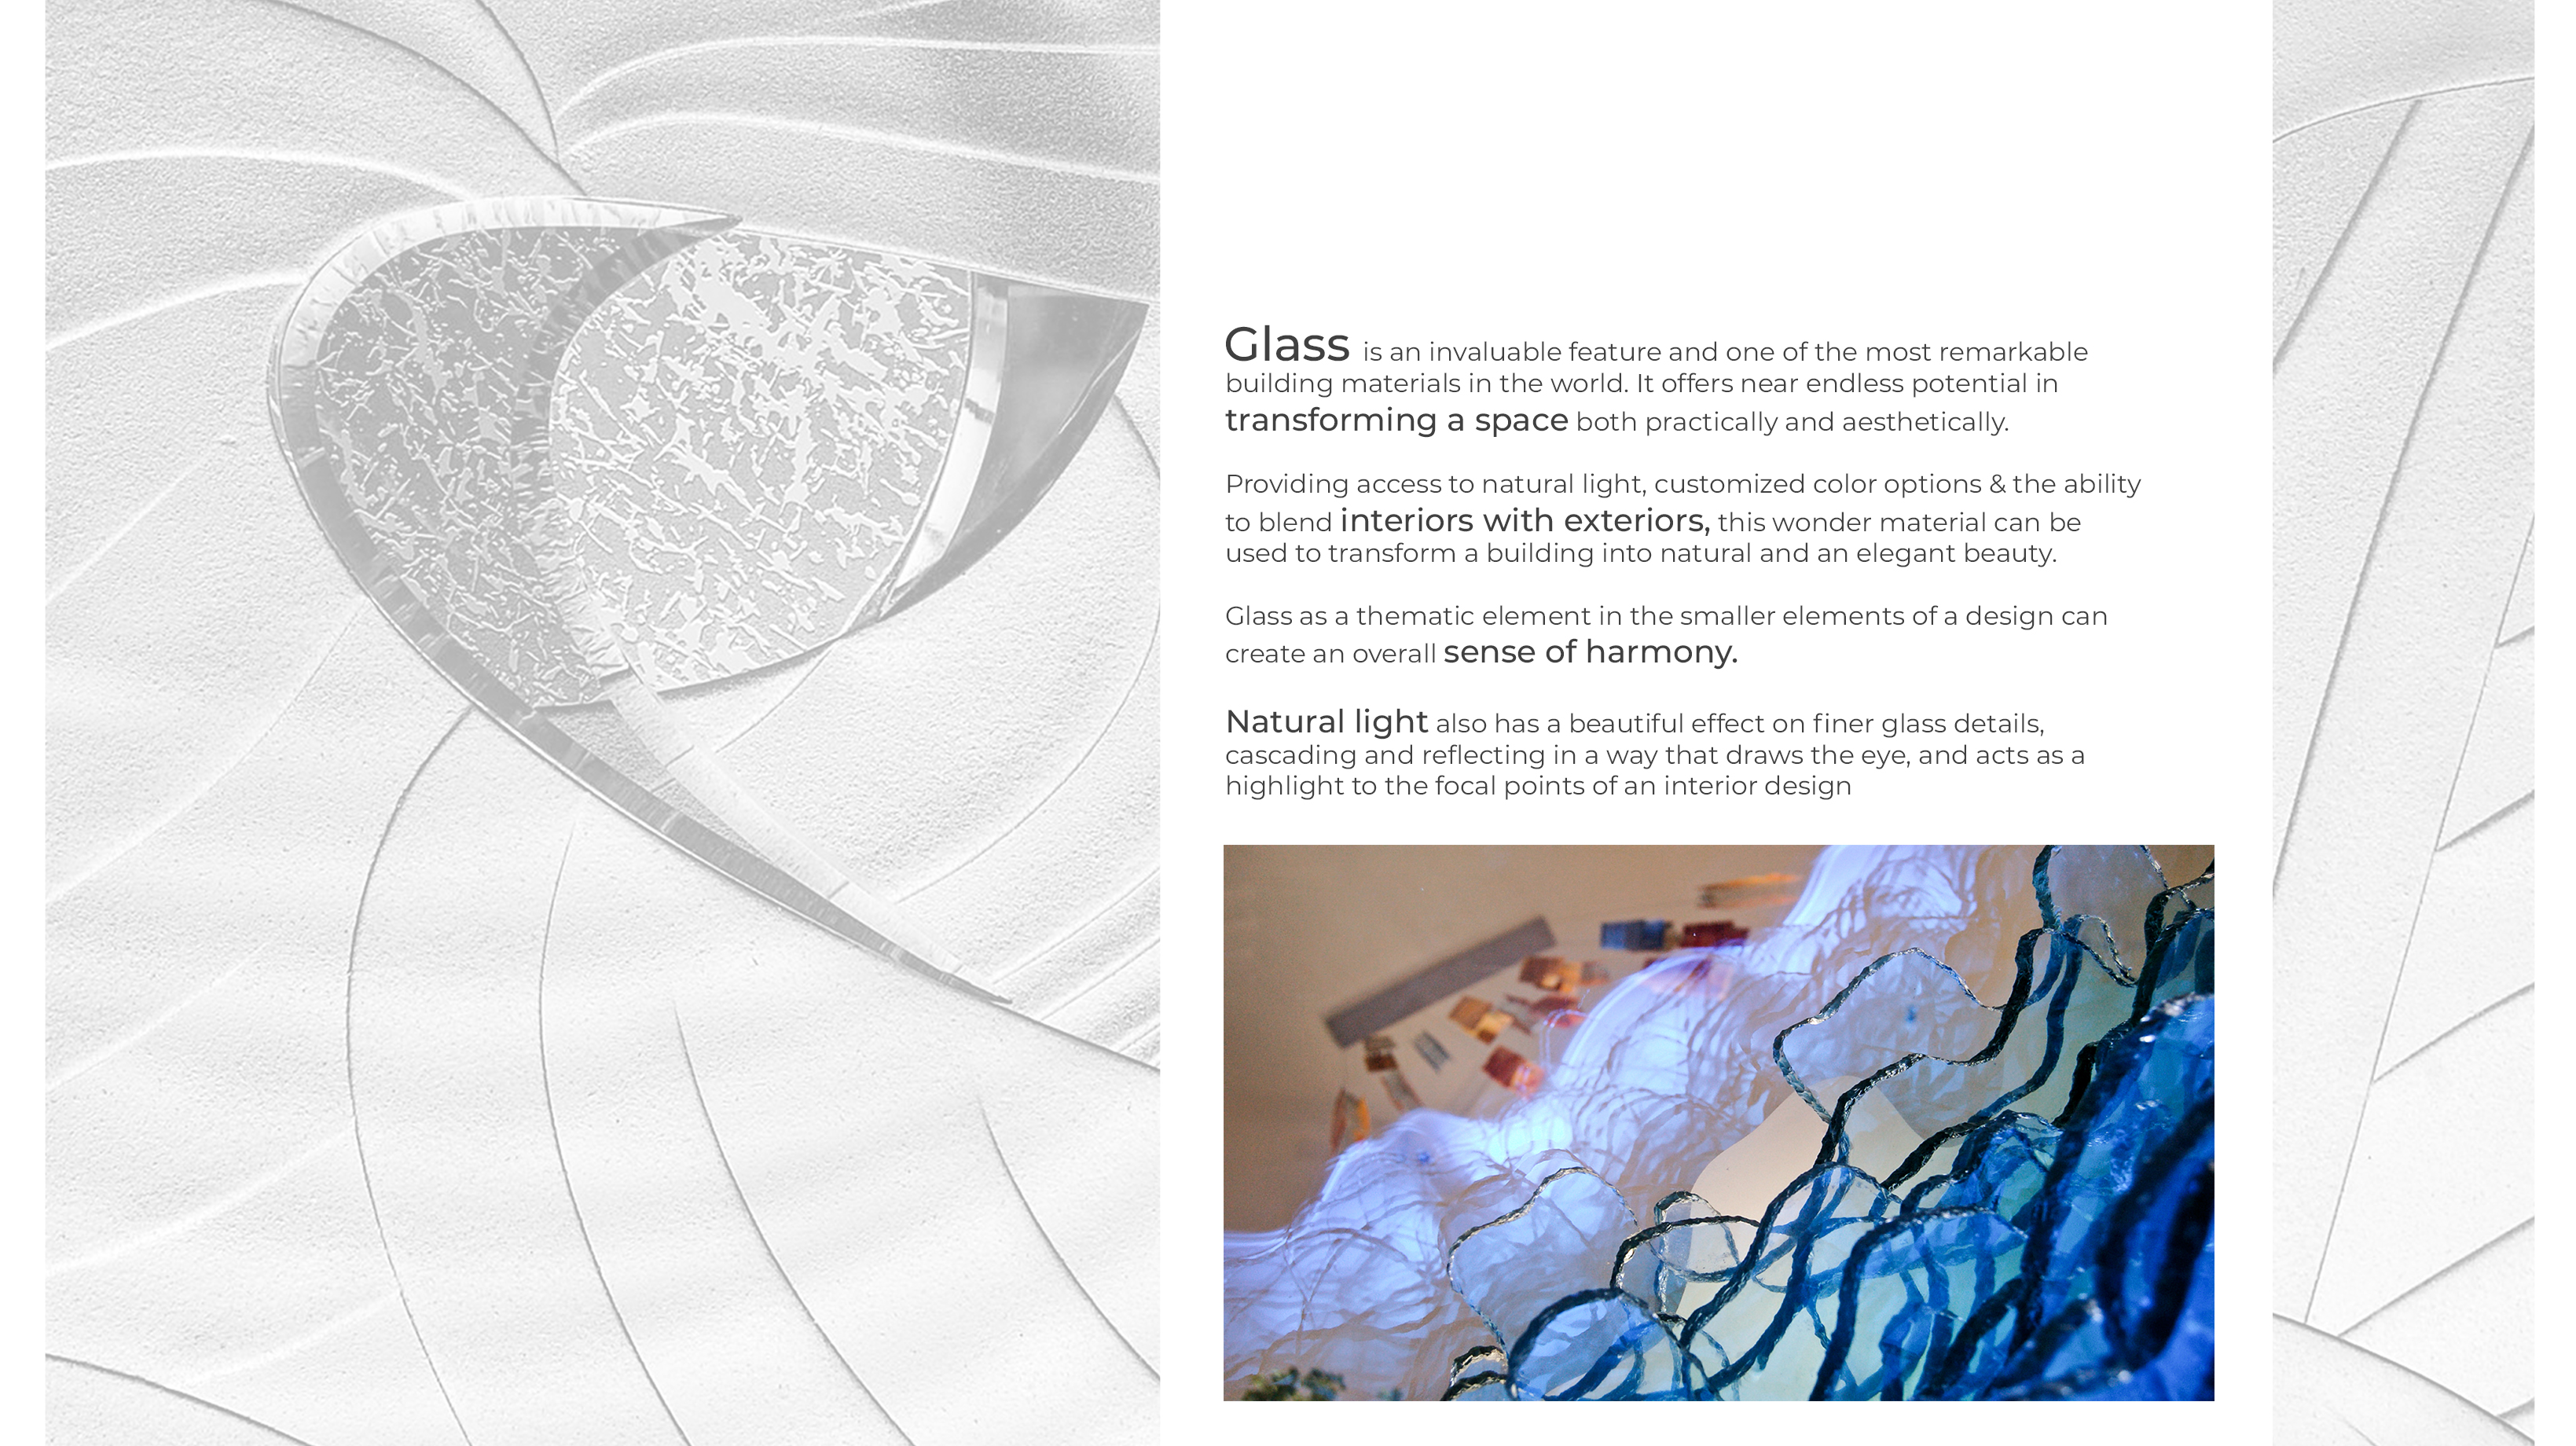 Glass is an invaluable feature and one of the most remarkable
building materials in the world. It offers near endless potential in
transforming a space both practically and aesthetically.
Providing access to natural light, customized color options & the ability
to blend interiors with exteriors, this wonder material can be
used to transform a building into natural and an elegant beauty.
Glass as a thematic element in the smaller elements of a design can
create an overall sense of harmony.
Natural light also has a beautiful effect on finer glass details,
cascading and reflecting in a way that draws the eye, and acts as a
highlight to the focal points of an interior design